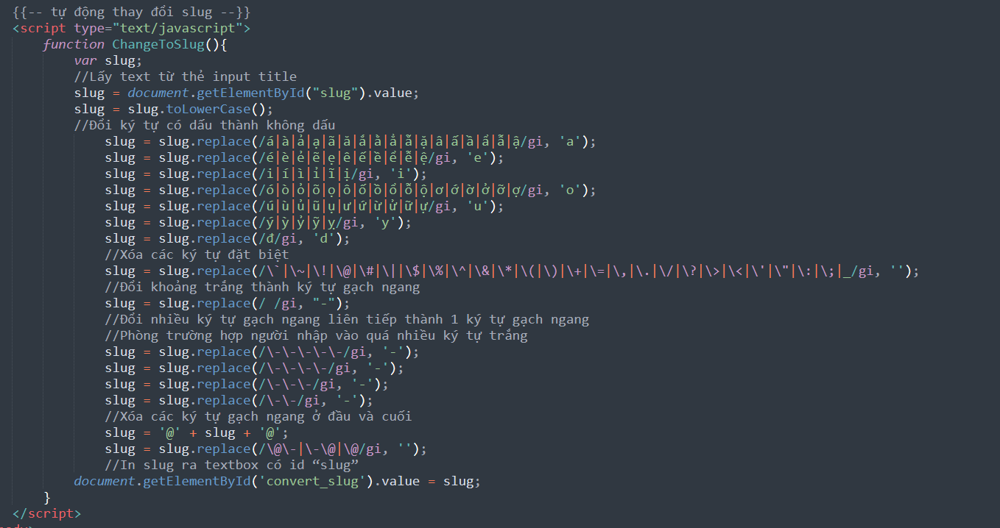 {{-- tự động thay đổi slug --}}
<script type="text/javascript">
function ChangeToSlug(){
var slug;
//Lấy text từ thẻ input title
slug = document.getElementById("slug").value;
slug = slug.toLowerCase();
//Đổi ký tự có dấu thành không dấu
slug = slug.replace(/á|à|ả|ạ|ã|ă|ắ|ằ|ẳ|ẵ|ặ|â|ấ|ầ|ẩ|ẫ|ậ/gi, 'a');
slug = slug.replace(/é|è|ẻ|ẽ|ẹ|ê|ế|ề|ể|ễ|ệ/gi, 'e');
slug = slug.replace(/i|í|ì|ỉ|ĩ|ị/gi, 'i');
slug = slug.replace(/ó|ò|ỏ|õ|ọ|ô|ố|ồ|ổ|ỗ|ộ|ơ|ớ|ờ|ở|ỡ|ợ/gi, 'o');
slug = slug.replace(/ú|ù|ủ|ũ|ụ|ư|ứ|ừ|ử|ữ|ự/gi, 'u');
slug = slug.replace(/ý|ỳ|ỷ|ỹ|ỵ/gi, 'y');
slug = slug.replace(/đ/gi, 'd');
//Xóa các ký tự đặt biệt
slug = slug.replace(/\`|\~|\!|\@|\#|\||\$|\%|\^|\&|\*|\(|\)|\+|\=|\,|\.|\/|\?|\>|\<|\'|\"|\:|\;|_/gi, '');
//Đổi khoảng trắng thành ký tự gạch ngang
slug = slug.replace(/ /gi, "-");
//Đổi nhiều ký tự gạch ngang liên tiếp thành 1 ký tự gạch ngang
//Phòng trường hợp người nhập vào quá nhiều ký tự trắng
slug = slug.replace(/\-\-\-\-\-/gi, '-');
slug = slug.replace(/\-\-\-\-/gi, '-');
slug = slug.replace(/\-\-\-/gi, '-');
slug = slug.replace(/\-\-/gi, '-');
//Xóa các ký tự gạch ngang ở đầu và cuối
slug = '@' + slug + '@';
slug = slug.replace(/\@\-|\-\@|\@/gi, '');
//In slug ra textbox có id “slug”
document.getElementById('convert_slug').value = slug;
}
</script>